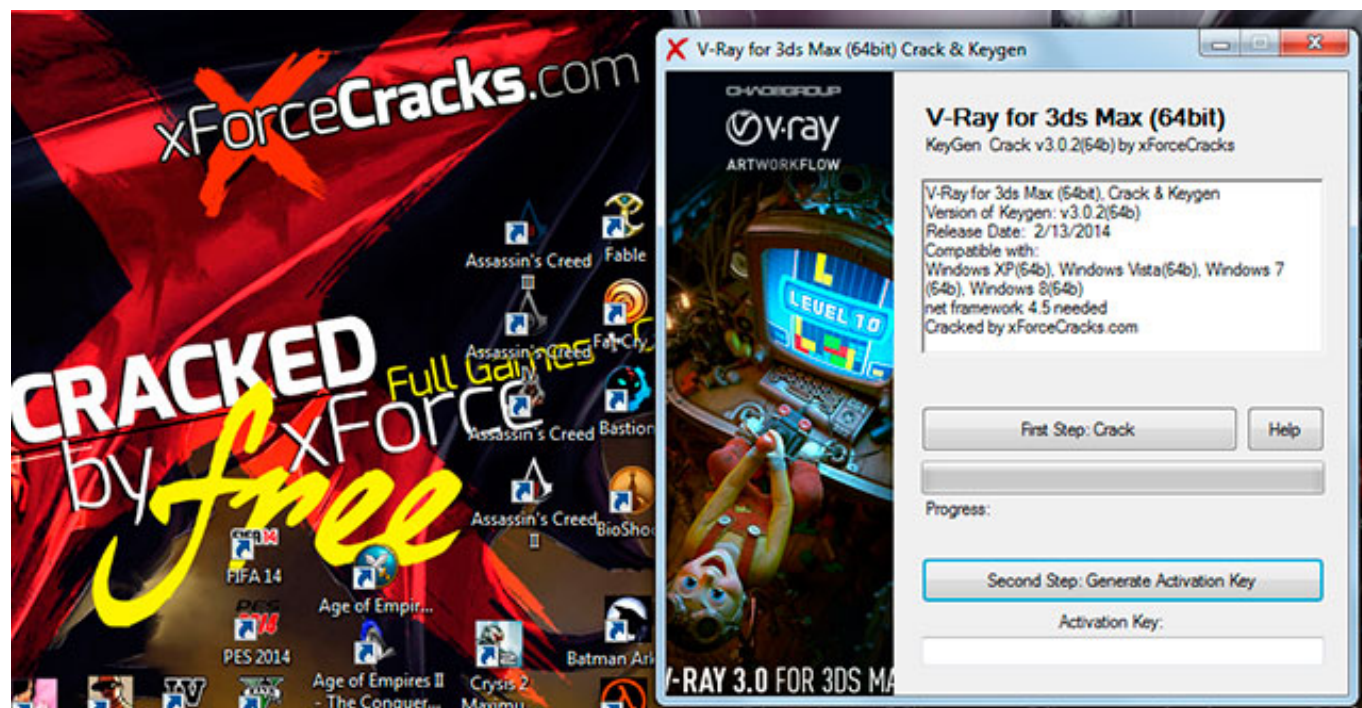 xForceCracks.com
CRACKED
by xForce
free
Full Games
Assassin's Creed
Fable
III
Assassin's Creed
Assassin's Creed
Bastion
Assassin's Creed
II
FIFA 14
FIFA 14
Age of Empir...
PES
2014
PES 2014
Age of Empires II
- The Conquer...
Crysis 2
Batman Ark
IV
V
V-Ray for 3ds Max (64bit) Crack & Keygen
CHAOSGROUP
v·ray
ARTWORKFLOW
LEVEL 10
V-RAY 3.0 FOR 3DS MA
V-Ray for 3ds Max (64bit)
KeyGen Crack v3.0.2(64b) by xForceCracks
V-Ray for 3ds Max (64bit), Crack & Keygen
Version of Keygen: v3.0.2(64b)
Release Date: 2/13/2014
Compatible with:
Windows XP(64b), Windows Vista(64b), Windows 7
(64b), Windows 8(64b)
net framework 4.5 needed
Cracked by xForceCracks.com
First Step: Crack
Help
Progress:
Second Step: Generate Activation Key
Activation Key: